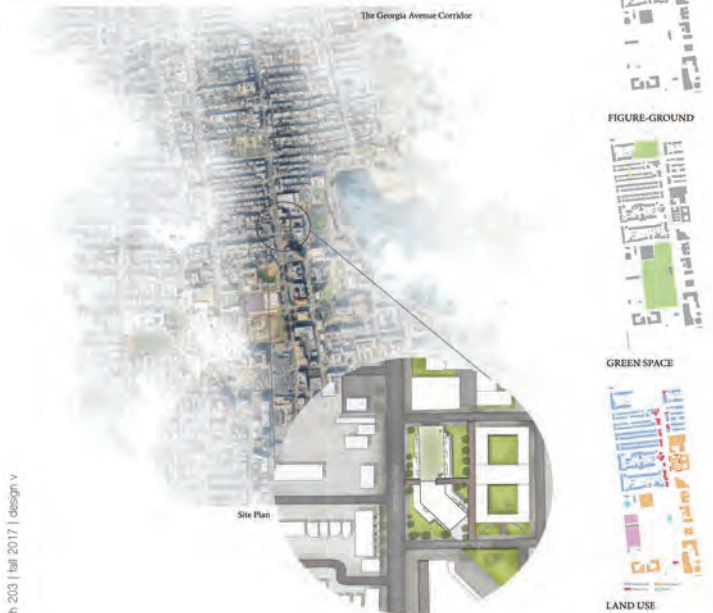 The Georgia Avenue Corridor
FIGURE-GROUND
GREEN SPACE
Site Plan
LAND USE
h 203 | fall 2017 | design v